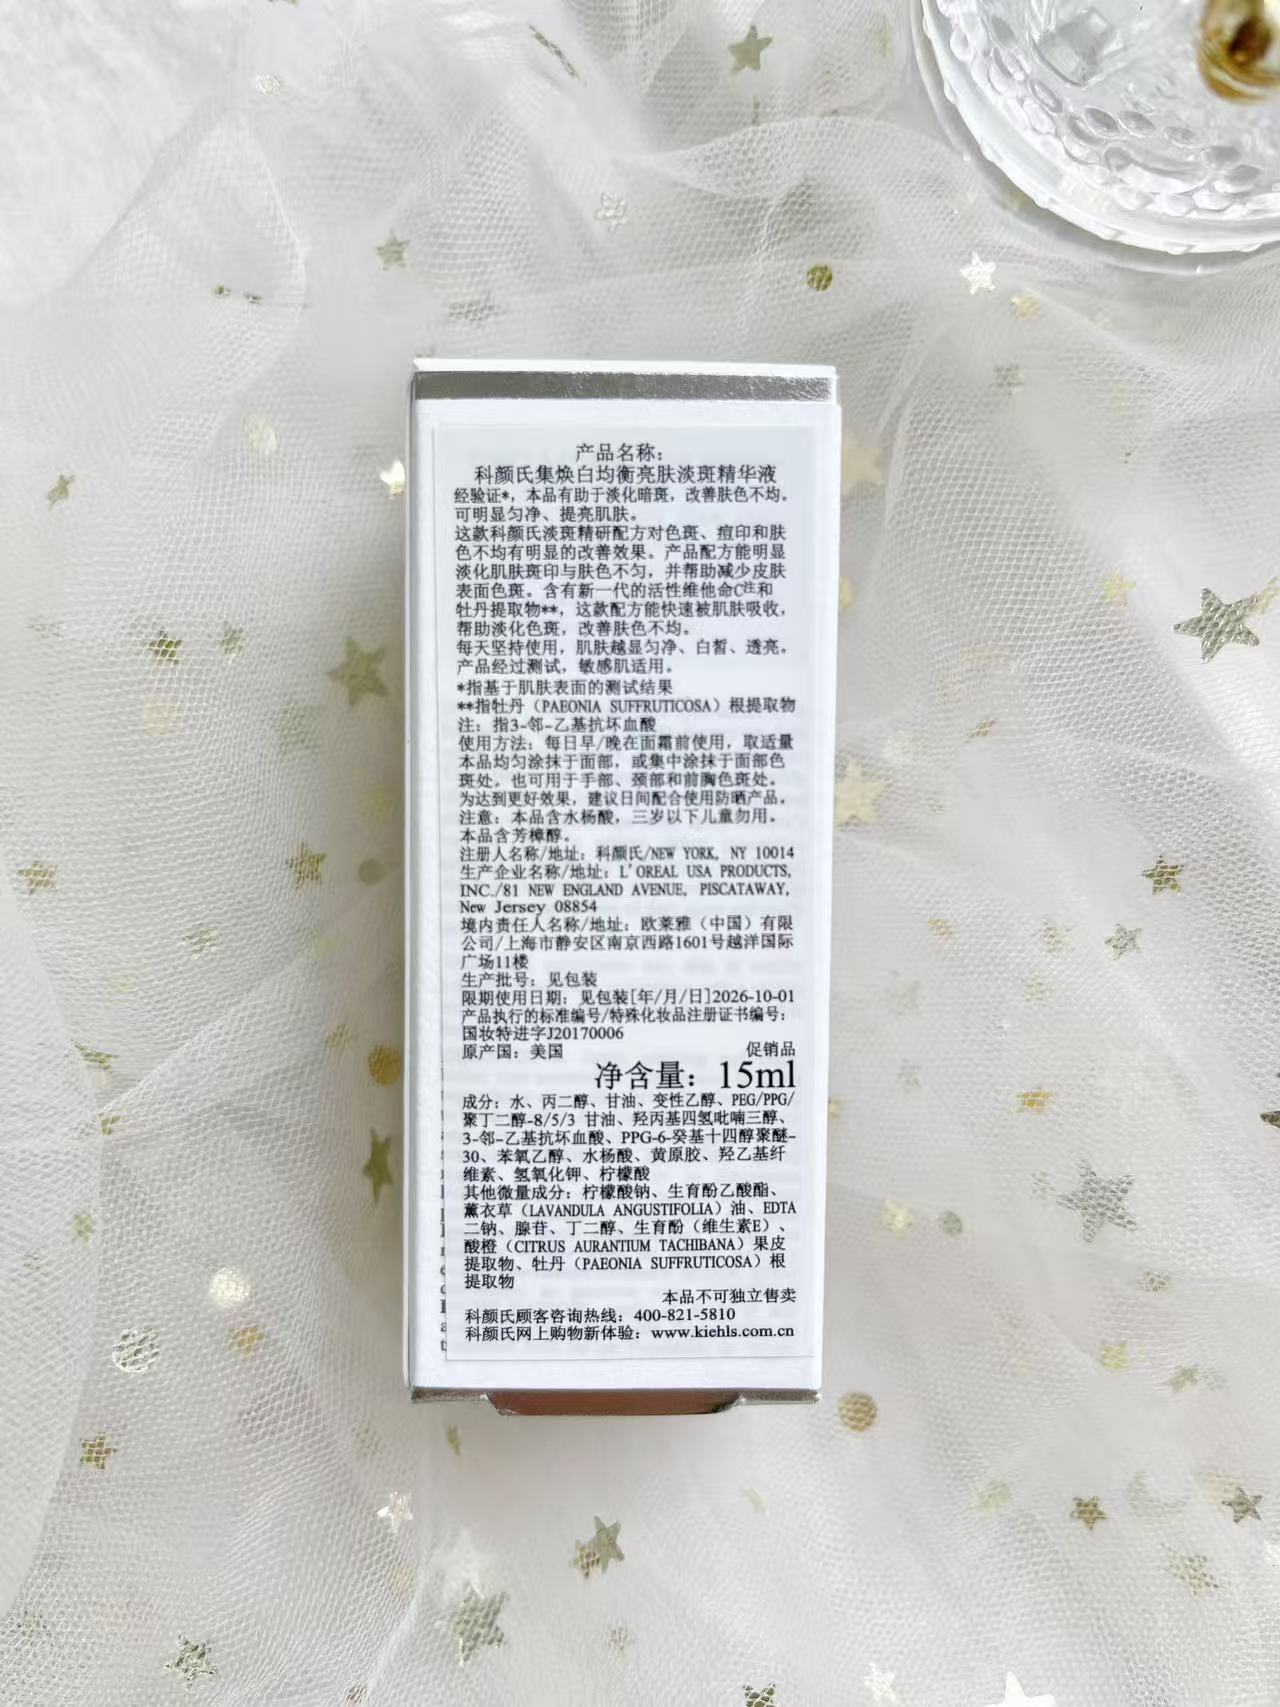 产品名称：
科颜氏集焕白均衡亮肤淡斑精华液
经验证*，本品有助于淡化暗斑，改善肤色不均。
可明显匀净、提亮肌肤。
这款科颜氏淡斑精研配方对色斑、痘印和肤
色不均有明显的改善效果。产品配方能明显
淡化肌肤斑印与肤色不匀，并帮助减少皮肤
表面色斑。含有新一代的活性维他命C注和
牡丹提取物**，这款配方能快速被肌肤吸收，
帮助淡化色斑，改善肤色不均。
每天坚持使用，肌肤越显匀净、白皙、透亮。
产品经过测试，敏感肌适用。
*指基于肌肤表面的测试结果
**指牡丹（PAEONIA SUFFRUTICOSA）根提取物
注：指3-邻-乙基抗坏血酸
使用方法：每日早/晚在面霜前使用，取适量
本品均匀涂抹于面部，或集中涂抹于面部色
斑处。也可用于手部、颈部和前胸色斑处。
为达到更好效果，建议日间配合使用防晒产品。
注意：本品含水杨酸，三岁以下儿童勿用。
本品含芳樟醇。
注册人名称/地址：科颜氏/NEW YORK, NY 10014
生产企业名称/地址：L'OREAL USA PRODUCTS,
INC./81 NEW ENGLAND AVENUE, PISCATAWAY,
New Jersey 08854
境内责任人名称/地址：欧莱雅（中国）有限
公司/上海市静安区南京西路1601号越洋国际
广场11楼
生产批号：见包装
限期使用日期：见包装[年/月/日]2026-10-01
产品执行的标准编号/特殊化妆品注册证书编号：
国妆特进字J20170006
原产国：美国 促销品
净含量：15ml
成分：水、丙二醇、甘油、变性乙醇、PEG/PPG/
聚丁二醇-8/5/3 甘油、羟丙基四氢吡喃三醇、
3-邻-乙基抗坏血酸、PPG-6-癸基十四醇聚醚-
30、苯氧乙醇、水杨酸、黄原胶、羟乙基纤
维素、氢氧化钾、柠檬酸
其他微量成分：柠檬酸钠、生育酚乙酸酯、
薰衣草（LAVANDULA ANGUSTIFOLIA）油、EDTA
二钠、腺苷、丁二醇、生育酚（维生素E）、
酸橙（CITRUS AURANTIUM TACHIBANA）果皮
提取物、牡丹（PAEONIA SUFFRUTICOSA）根
提取物
本品不可独立售卖
科颜氏顾客咨询热线：400-821-5810
科颜氏网上购物新体验：www.kiehls.com.cn